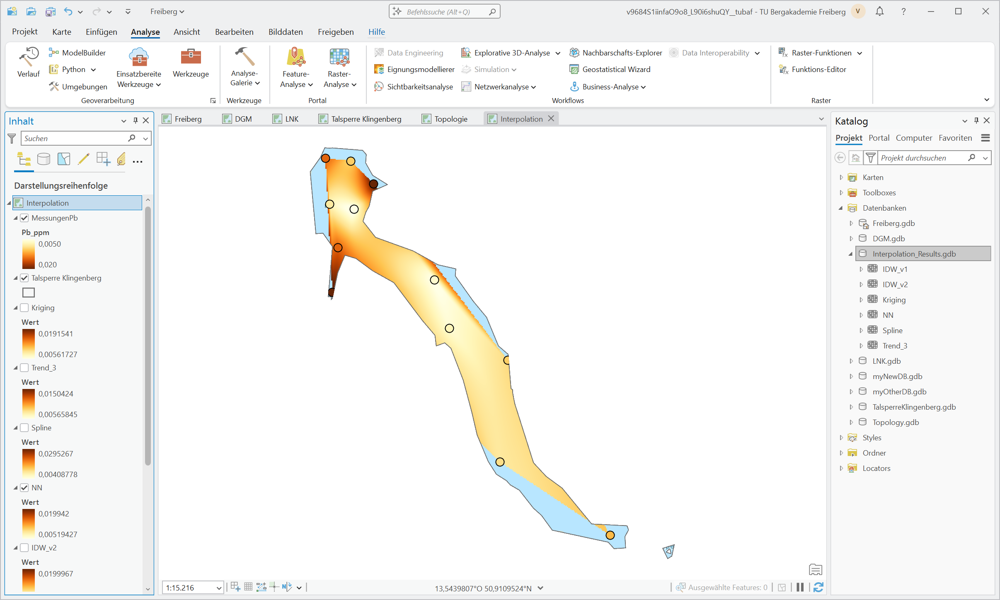 Freiberg
Befehlssuche (Alt+Q)
v9684S1iinfaO9o8_L90i6shuQY__tubaf - TU Bergakademie Freiberg
V
Projekt
Karte
Einfügen
Analyse
Ansicht
Bearbeiten
Bilddaten
Freigeben
Hilfe
Verlauf
ModelBuilder
Python
Umgebungen
Einsatzbereite
Werkzeuge
Werkzeuge
Geoverarbeitung
Analyse-
Galerie
Werkzeuge
Feature-
Analyse
Raster-
Analyse
Portal
Data Engineering
Eignungsmodellierer
Sichtbarkeitsanalyse
Explorative 3D-Analyse
Simulation
Netzwerkanalyse
Nachbarschafts-Explorer
Geostatistical Wizard
Business-Analyse
Data Interoperability
Workflows
Raster-Funktionen
Funktions-Editor
Raster
Inhalt
Suchen
Darstellungsreihenfolge
Interpolation
MessungenPb
Pb_ppm
0,0050
0,020
Talsperre Klingenberg
Kriging
Wert
0,0191541
0,00561727
Trend_3
Wert
0,0150424
0,00565845
Spline
Wert
0,0295267
0,00408778
NN
Wert
0,019942
0,00519427
IDW_v2
Wert
0,0199967
Freiberg
DGM
LNK
Talsperre Klingenberg
Topologie
Interpolation
1:15.216
13,5439807°O 50,9109524°N
Ausgewählte Features: 0
Katalog
Projekt
Portal
Computer
Favoriten
Projekt durchsuchen
Karten
Toolboxes
Datenbanken
Freiberg.gdb
DGM.gdb
Interpolation_Results.gdb
IDW_v1
IDW_v2
Kriging
NN
Spline
Trend_3
LNK.gdb
myNewDB.gdb
myOtherDB.gdb
TalsperreKlingenberg.gdb
Topology.gdb
Styles
Ordner
Locators